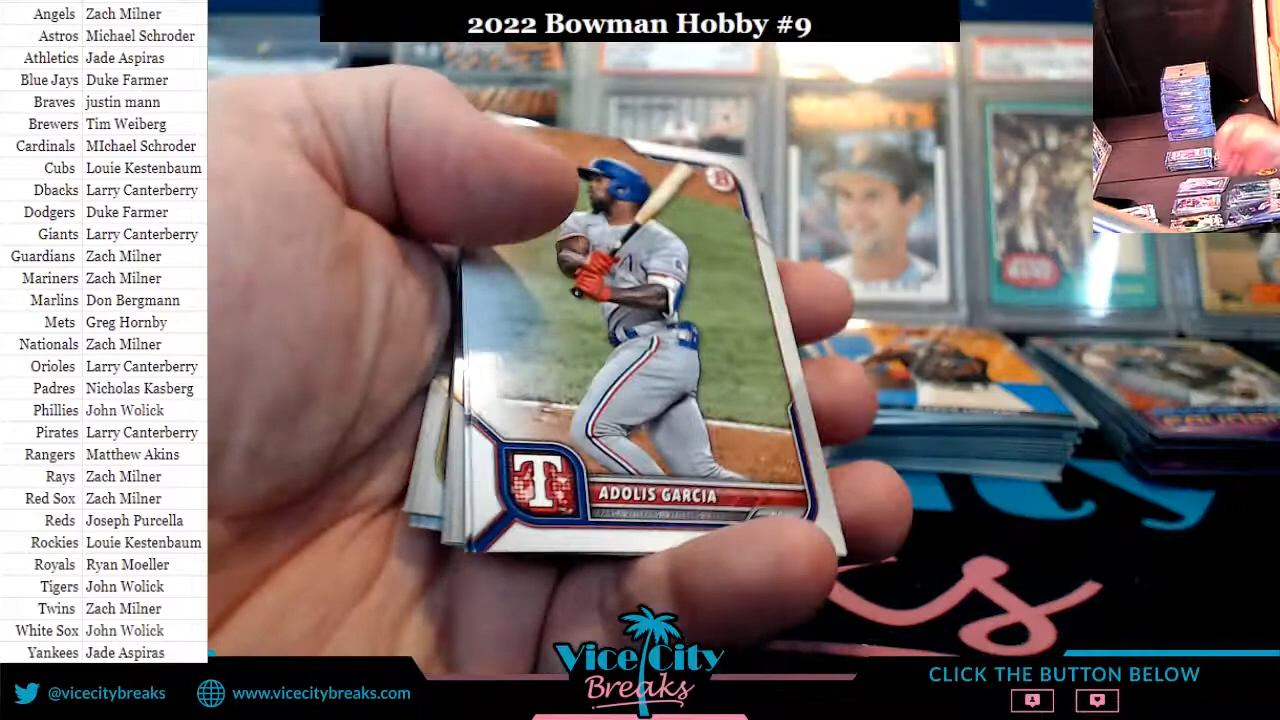 2022 Bowman Hobby #9
Angels Zach Milner
Astros Michael Schroder
Athletics Jade Aspiras
Blue Jays Duke Farmer
Braves justin mann
Brewers Tim Weiberg
Cardinals MIchael Schroder
Cubs Louie Kestenbaum
Dbacks Larry Canterberry
Dodgers Duke Farmer
Giants Larry Canterberry
Guardians Zach Milner
Mariners Zach Milner
Marlins Don Bergmann
Mets Greg Hornby
Nationals Zach Milner
Orioles Larry Canterberry
Padres Nicholas Kasberg
Phillies John Wolick
Pirates Larry Canterberry
Rangers Matthew Akins
Rays Zach Milner
Red Sox Zach Milner
Reds Joseph Purcella
Rockies Louie Kestenbaum
Royals Ryan Moeller
Tigers John Wolick
Twins Zach Milner
White Sox John Wolick
Yankees Jade Aspiras
B
T
ADOLIS GARCIA
@vicecitybreaks
www.vicecitybreaks.com
Vice City
Breaks
CLICK THE BUTTON BELOW